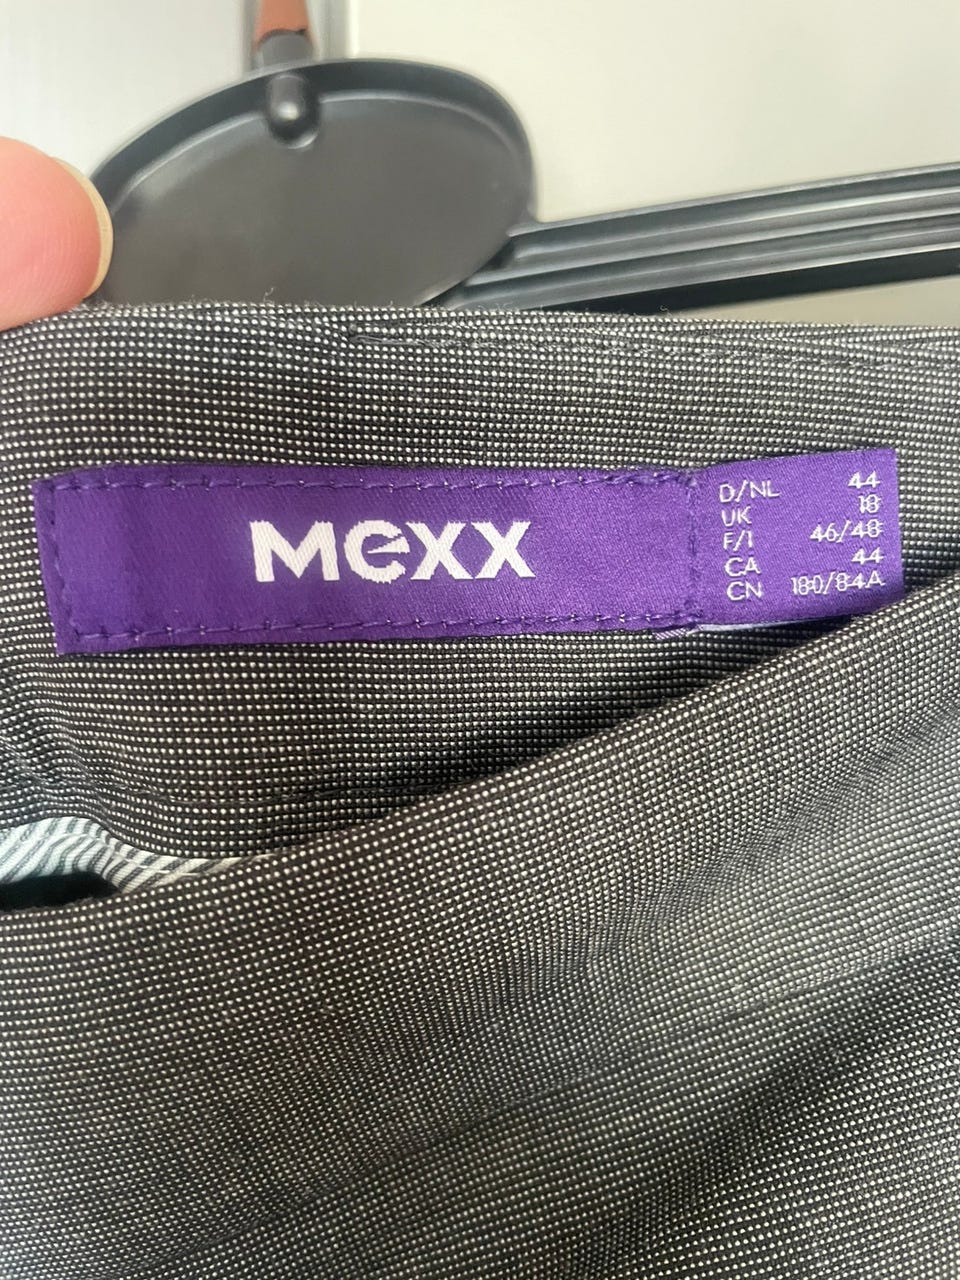 mexx
D/NL 44
UK 18
F/I 46/48
CA 44
CN 180/84A